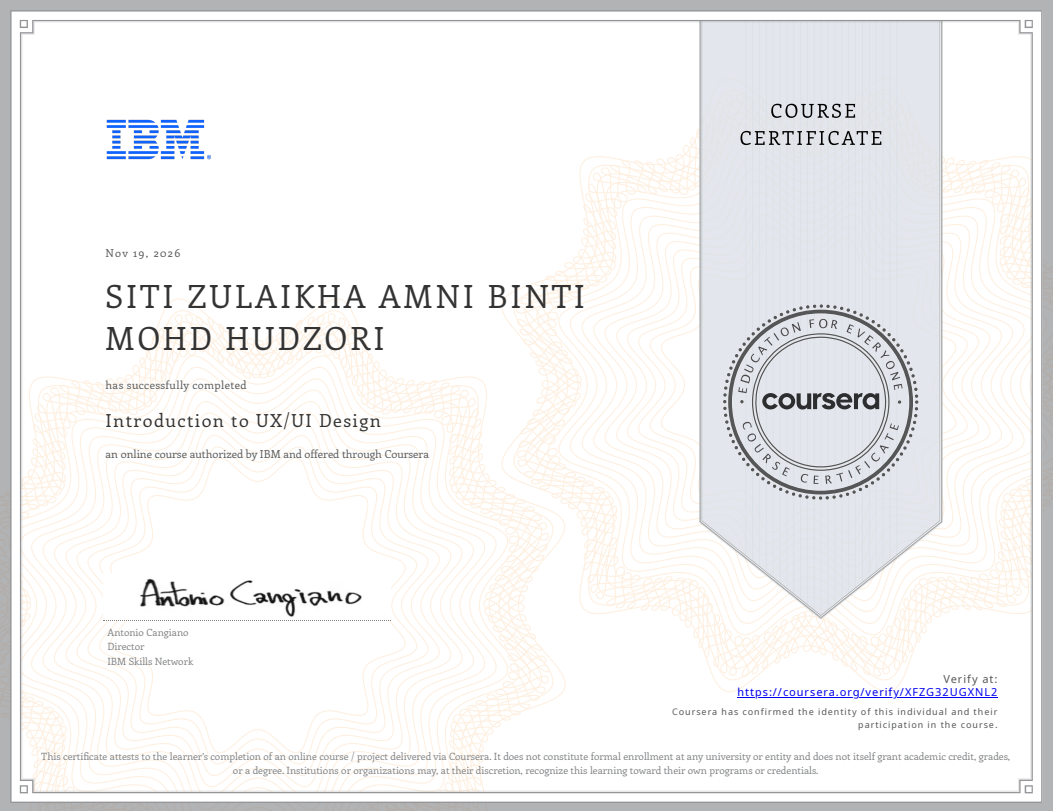 IBM
COURSE
CERTIFICATE
Nov 19, 2026
SITI ZULAIKHA AMNI BINTI
MOHD HUDZORI
has successfully completed
Introduction to UX/UI Design
an online course authorized by IBM and offered through Coursera
EDUCATION FOR EVERYONE
coursera
COURSE CERTIFICATE
Antonio Cangiano
Antonio Cangiano
Director
IBM Skills Network
Verify at:
https://coursera.org/verify/XFZG32UGXNL2
Coursera has confirmed the identity of this individual and their
participation in the course.
This certificate attests to the learner's completion of an online course / project delivered via Coursera. It does not constitute formal enrollment at any university or entity and does not itself grant academic credit, grades,
or a degree. Institutions or organizations may, at their discretion, recognize this learning toward their own programs or credentials.